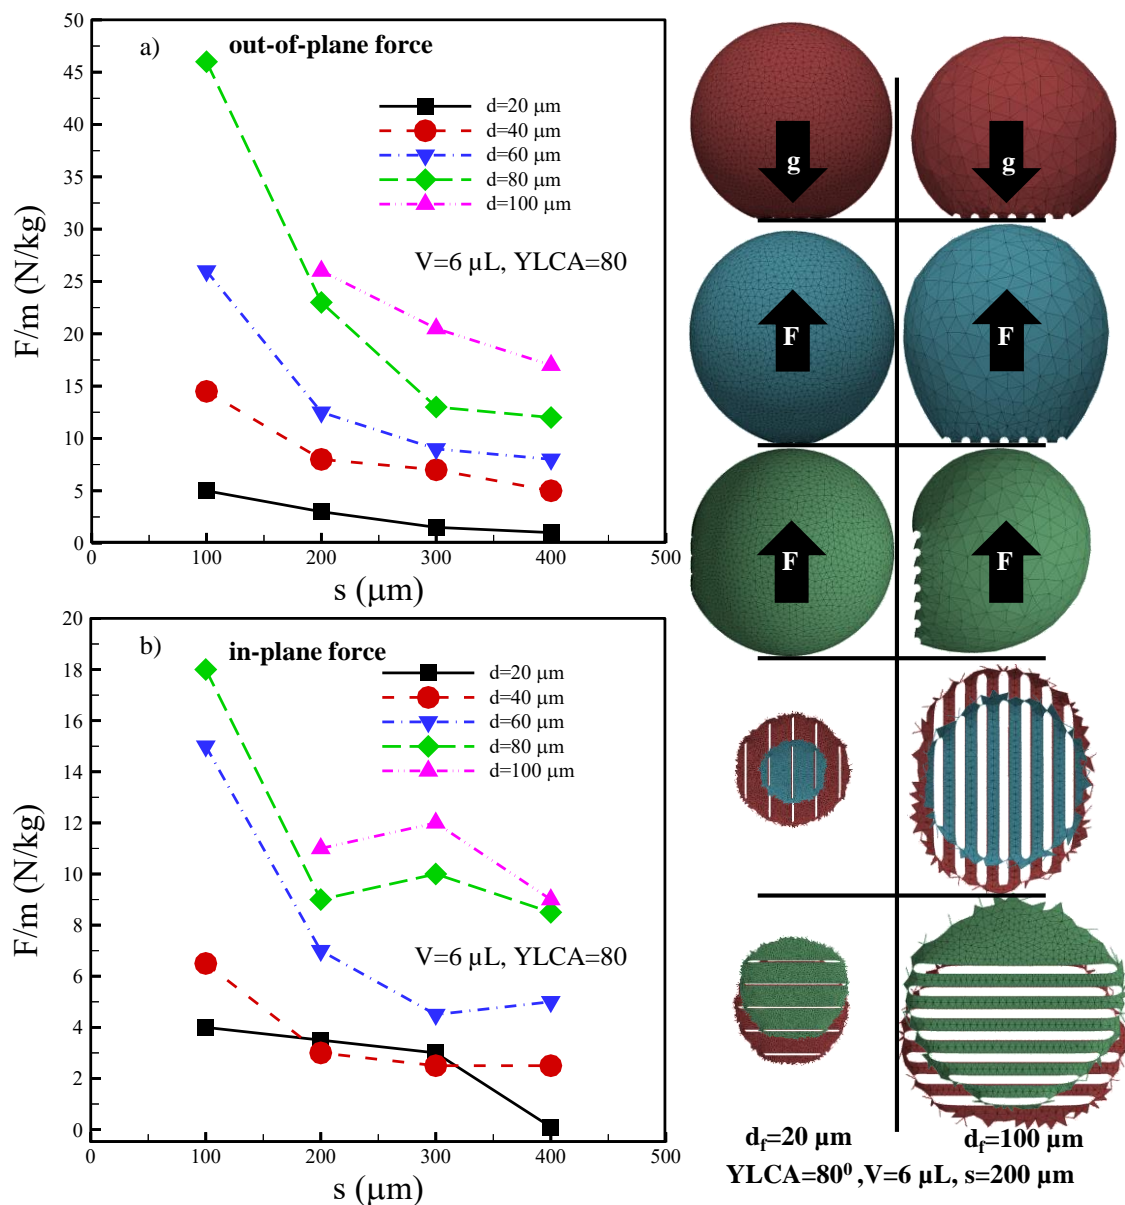 a)
out-of-plane force
d=20 µm
d=40 µm
d=60 µm
d=80 µm
d=100 µm
V=6 µL, YLCA=80
F/m (N/kg)
50
45
40
35
30
25
20
15
10
5
0
0 100 200 300 400 500
s (µm)
b)
in-plane force
d=20 µm
d=40 µm
d=60 µm
d=80 µm
d=100 µm
V=6 µL, YLCA=80
F/m (N/kg)
20
18
16
14
12
10
8
6
4
2
0
0 100 200 300 400 500
s (µm)
g g
F F
F F
d_f=20 µm d_f=100 µm
YLCA=80⁰ ,V=6 µL, s=200 µm